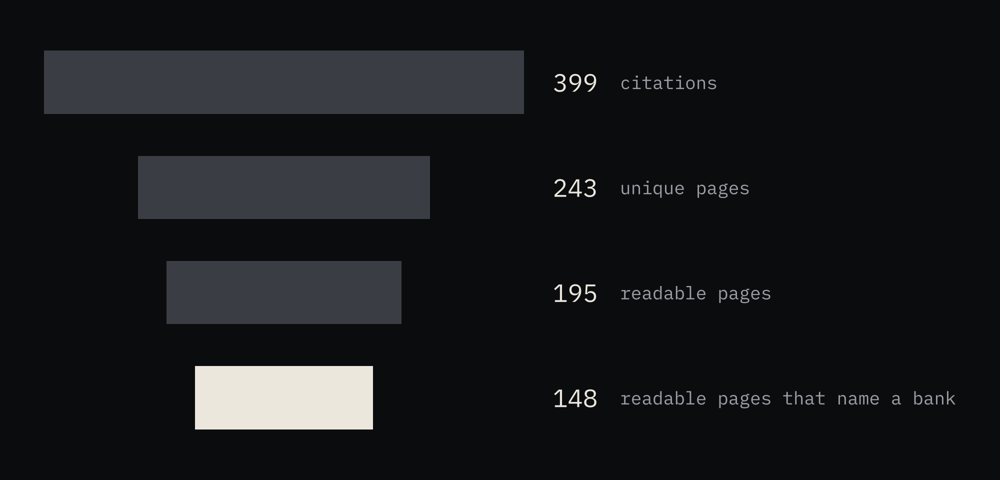 399 citations
243 unique pages
195 readable pages
148 readable pages that name a bank